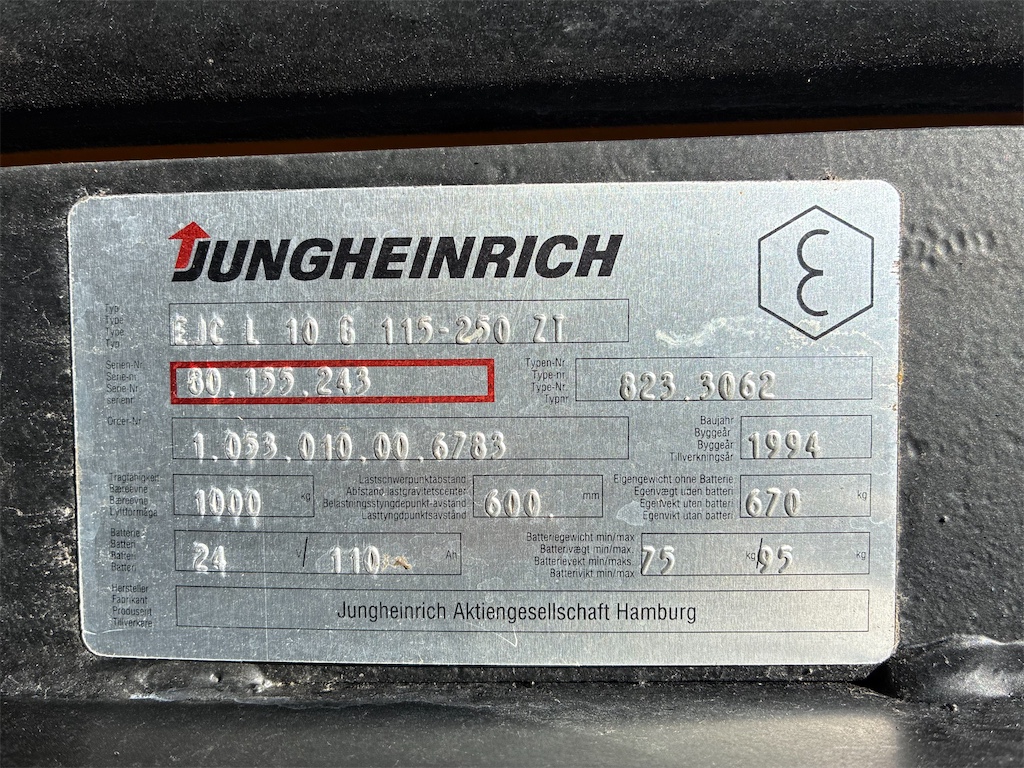 JUNGHEINRICH
Ɛ
Typ
Type
Type
Typ
EJC L 10 G 115-250 ZT
Serien-Nr.
Serie-nr
Serie Nr
serienr
80.155.243
Typen-Nr
Type-nr
Type-Nr.
Typnr
823.3062
Order-Nr
1.053.010.00.6783
Baujahr
Byggeår
Byggeår
Tillverkningsår
1994
Tragfähigkeit
Bæreevne
Bæreevne
Lyftförmåga
1000 kg
Lastschwerpunktabstand
Afstand-lastgravitetscenter
Belastningsstyngdepunkt-avstand
Lasttyngdpunktsavstånd
600. mm
Eigengewicht ohne Batterie
Egenvægt uden batteri
Egenvekt uten batteri
Egenvikt utan batteri
670 kg
Batterie
Batteri
Batteri
Batteri
24 V/ 110 Ah
Batteriegewicht min/max
Batterivægt min/max
Batterivekt min/maks.
Batterivikt min/max
75 kg/95 kg
Hersteller
Fabrikant
Produsent
Tillverkare
Jungheinrich Aktiengesellschaft Hamburg